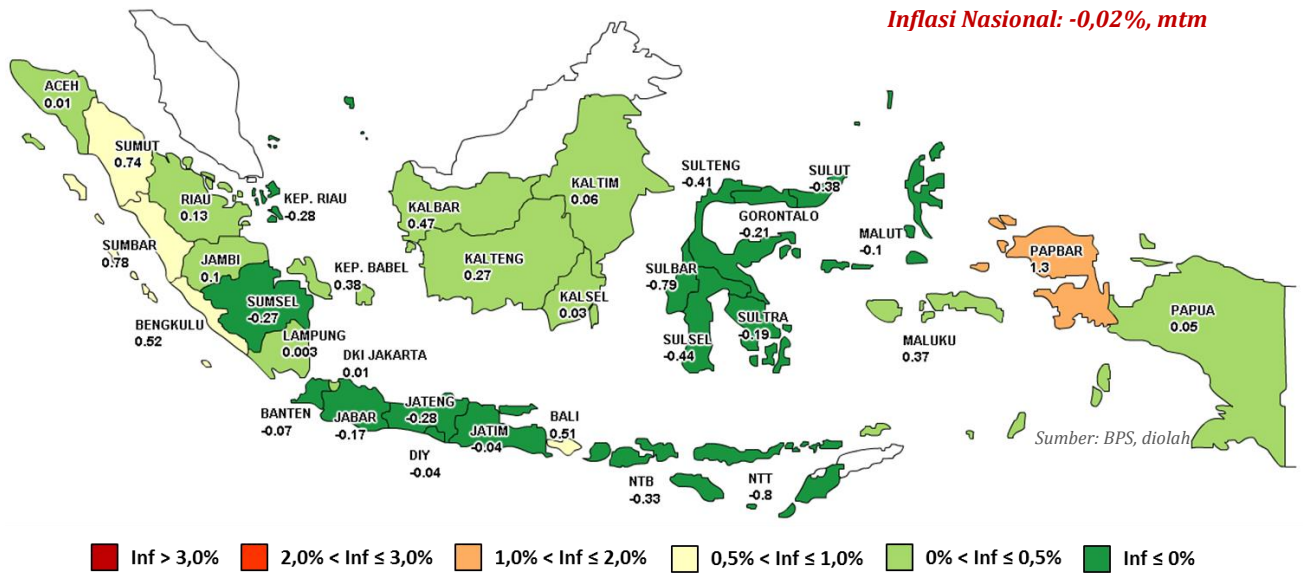 Inflasi Nasional: -0,02%, mtm
ACEH
0.01
SUMUT
0.74
RIAU
0.13
KEP. RIAU
-0.28
SUMBAR
0.78
JAMBI
0.1
KEP. BABEL
0.38
SUMSEL
-0.27
BENGKULU
0.52
LAMPUNG
0.003
DKI JAKARTA
0.01
BANTEN
-0.07
JABAR
-0.17
JATENG
-0.28
DIY
-0.04
JATIM
-0.04
BALI
0.51
NTB
-0.33
NTT
-0.8
KALBAR
0.47
KALTENG
0.27
KALTIM
0.06
KALSEL
0.03
SULTENG
-0.41
SULUT
-0.38
GORONTALO
-0.21
SULBAR
-0.79
SULTRA
-0.19
SULSEL
-0.44
MALUT
-0.1
MALUKU
0.37
PAPBAR
1.3
PAPUA
0.05
Sumber: BPS, diolah
Inf > 3,0%
2,0% < Inf ≤ 3,0%
1,0% < Inf ≤ 2,0%
0,5% < Inf ≤ 1,0%
0% < Inf ≤ 0,5%
Inf ≤ 0%